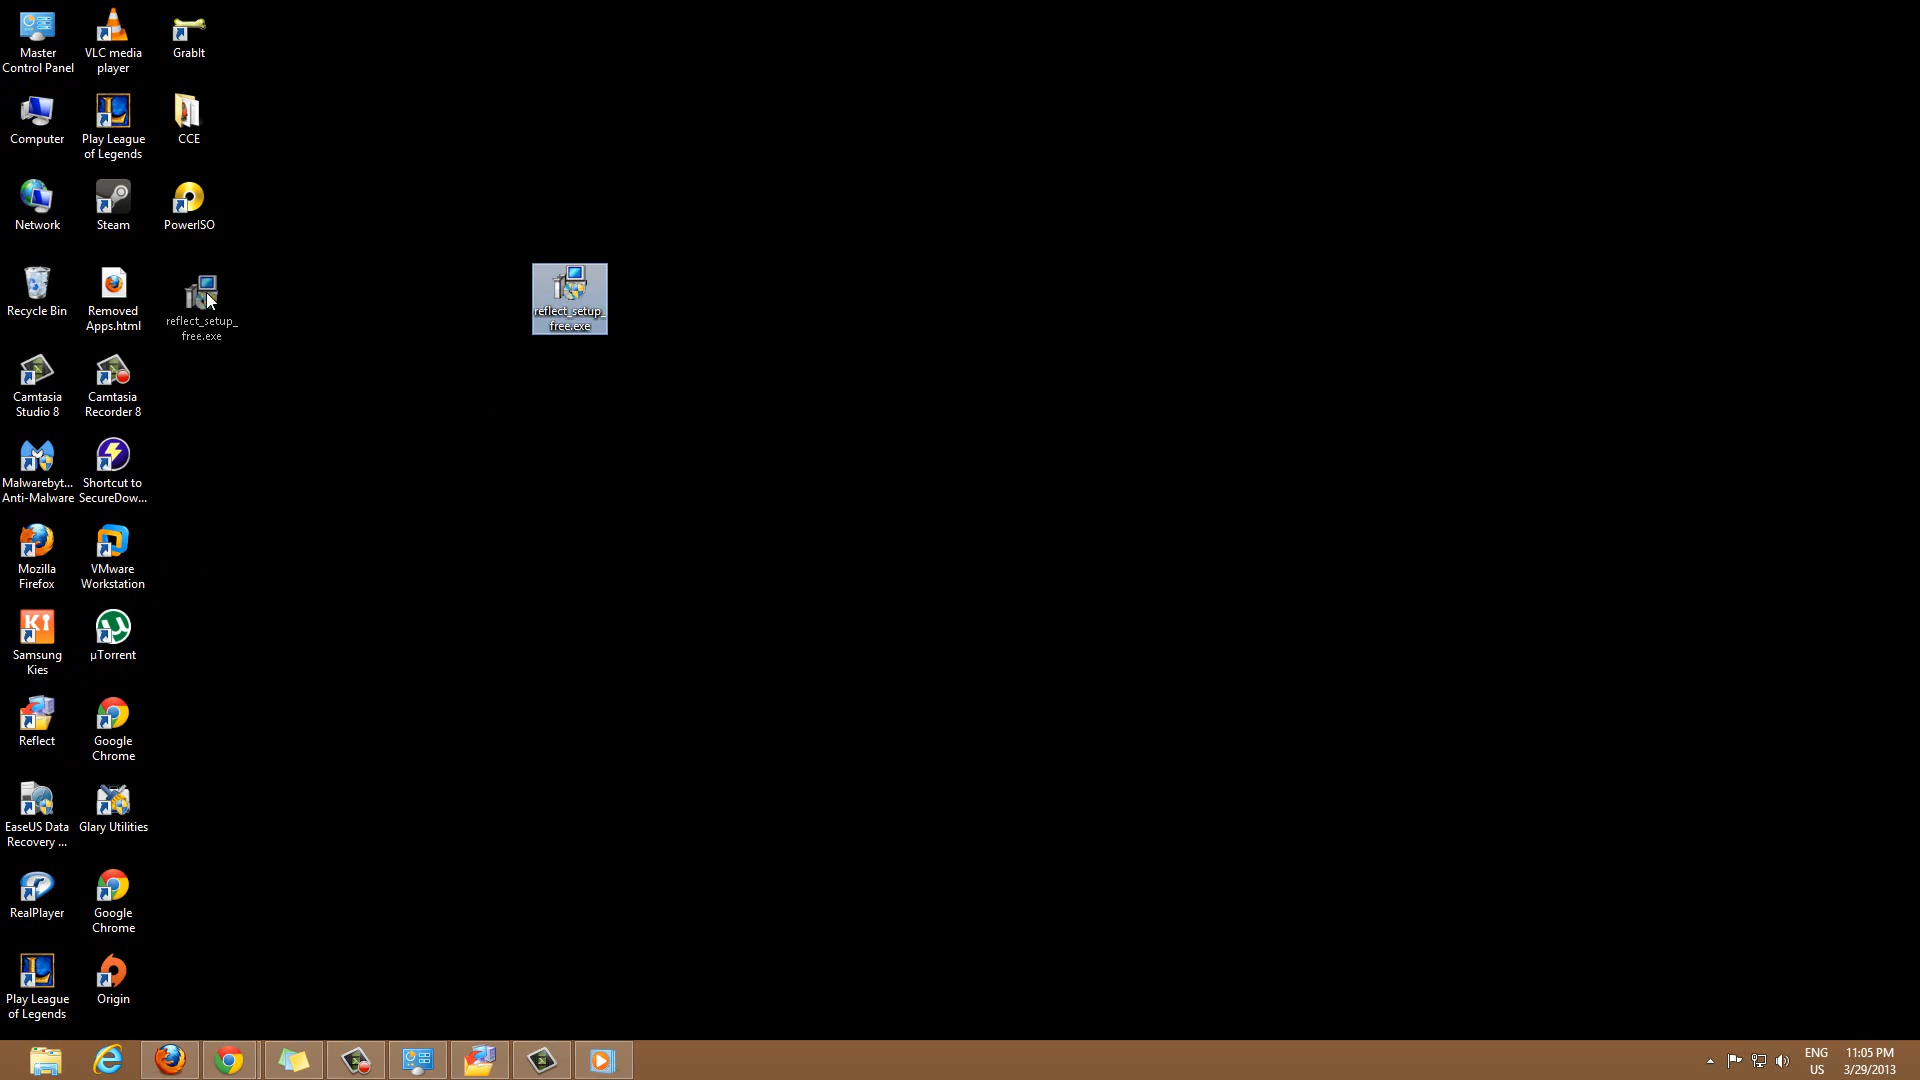 Master
Control Panel
VLC media
player
GrabIt
Computer
Play League
of Legends
CCE
Network
Steam
PowerISO
Recycle Bin
Removed
Apps.html
reflect_setup_
free.exe
reflect_setup_
free.exe
Camtasia
Studio 8
Camtasia
Recorder 8
Malwarebyt...
Anti-Malware
Shortcut to
SecureDow...
Mozilla
Firefox
VMware
Workstation
Samsung
Kies
µTorrent
Reflect
Google
Chrome
EaseUS Data
Recovery ...
Glary Utilities
RealPlayer
Google
Chrome
Play League
of Legends
Origin
ENG
US
11:05 PM
3/29/2013